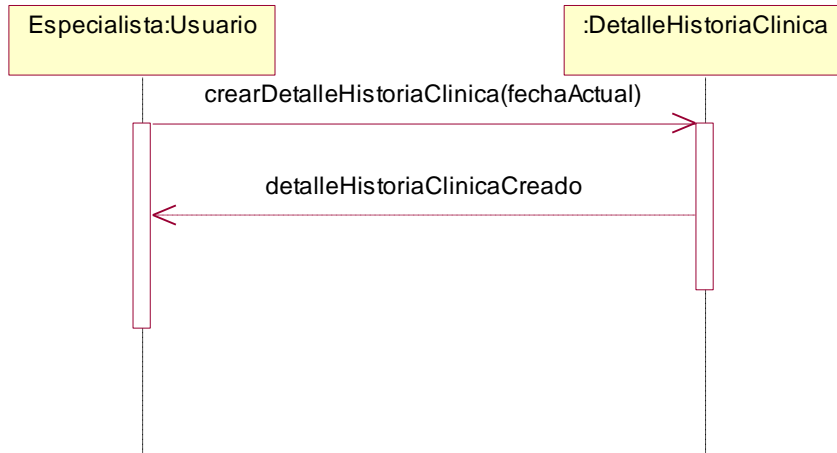 Especialista:Usuario
:DetalleHistoriaClinica
crearDetalleHistoriaClinica(fechaActual)
detalleHistoriaClinicaCreado